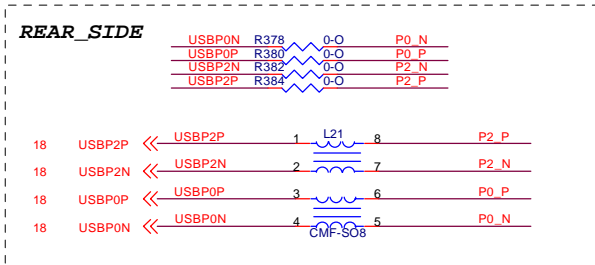 REAR_SIDE
USBP0N R378 0-O P0_N
USBP0P R380 0-O P0_P
USBP2N R382 0-O P2_N
USBP2P R384 0-O P2_P
18 USBP2P USBP2P 1 L21 8 P2_P
18 USBP2N USBP2N 2 7 P2_N
18 USBP0P USBP0P 3 6 P0_P
18 USBP0N USBP0N 4 5 P0_N
CMF-SO8